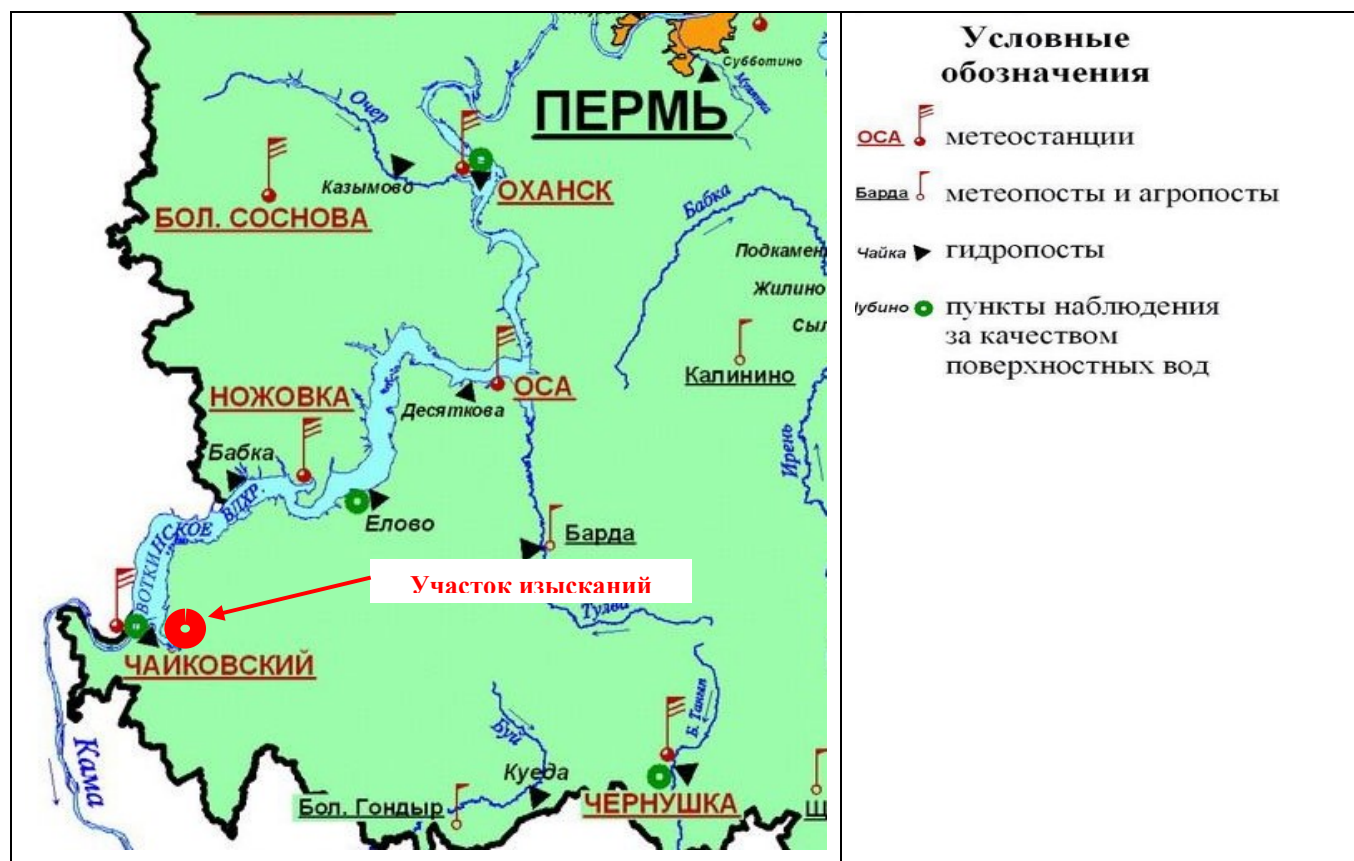 Субботино
Мулянка
Очер
ПЕРМЬ
Казымово
ОХАНСК
БОЛ. СОСНОВА
Бабка
Подкамен
Жилино
Сыл
Калинино
НОЖОВКА
ОСА
Десяткова
Бабка
Ирень
ВОТКИНСКОЕ ВДХР.
Елово
Барда
Участок изысканий
Тулва
ЧАЙКОВСКИЙ
Кама
Буй
Б. Танып
Куеда
Бол. Гондыр
ЧЕРНУШКА
Щ
Условные
обозначения
ОСА метеостанции
Барда метеопосты и агропосты
Чайка гидропосты
убино пункты наблюдения
за качеством
поверхностных вод